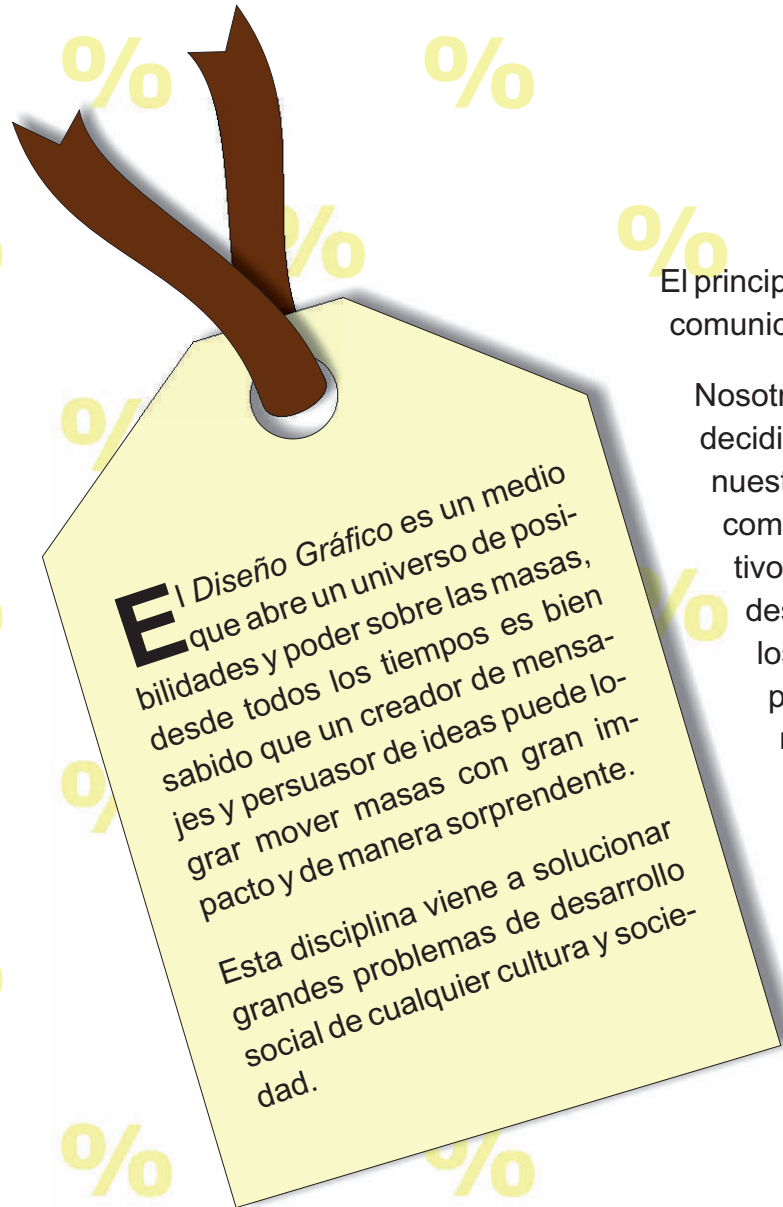 El Diseño Gráfico es un medio
que abre un universo de posi-
bilidades y poder sobre las masas,
desde todos los tiempos es bien
sabido que un creador de mensa-
jes y persuasor de ideas puede lo-
grar mover masas con gran im-
pacto y de manera sorprendente.
Esta disciplina viene a solucionar
grandes problemas de desarrollo
social de cualquier cultura y socie-
dad.
El princip
comunic
Nosotr
decidi
nuest
com
tivo
des
lo
p